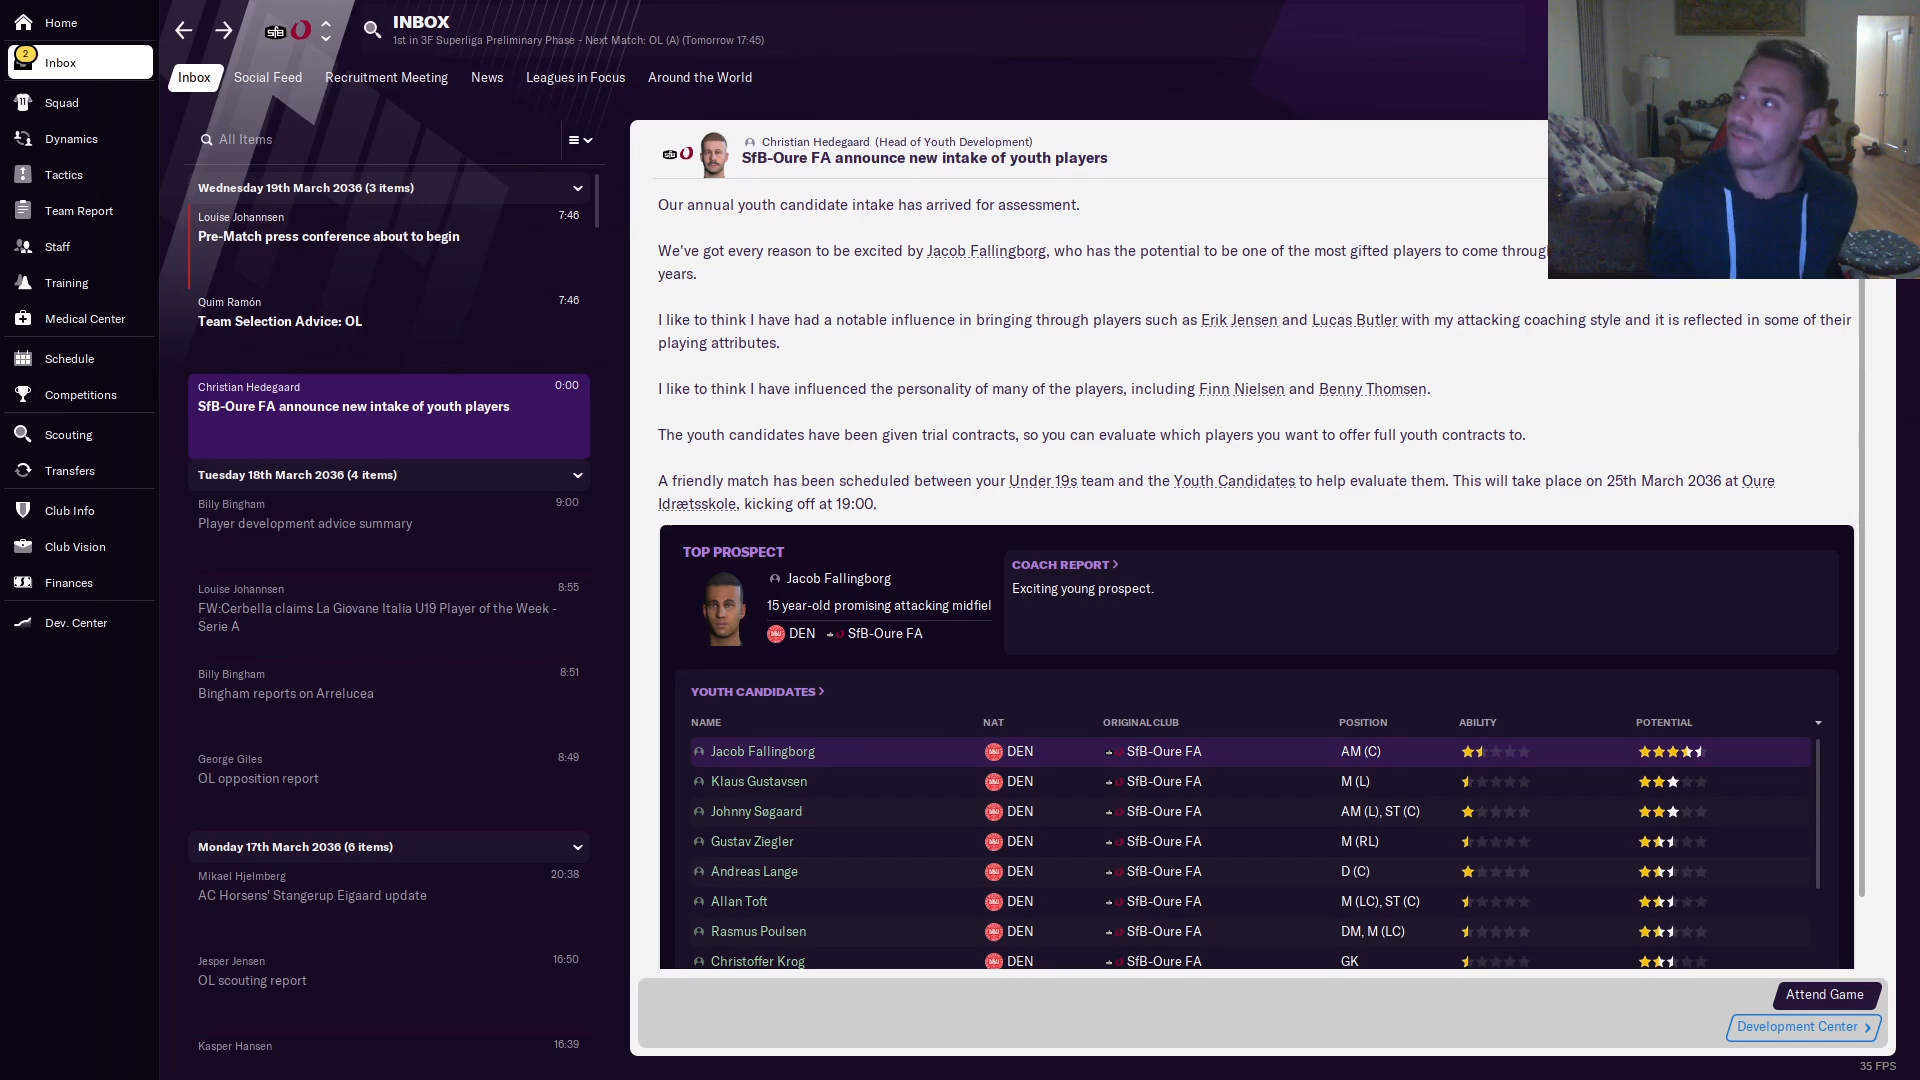 Home
2
Inbox
Squad
Dynamics
Tactics
Team Report
Staff
Training
Medical Center
Schedule
Competitions
Scouting
Transfers
Club Info
Club Vision
Finances
Dev. Center
INBOX
1st in 3F Superliga Preliminary Phase - Next Match: OL (A) (Tomorrow 17:45)
Inbox Social Feed Recruitment Meeting News Leagues in Focus Around the World
All Items
Wednesday 19th March 2036 (3 items)
Louise Johannsen 7:46
Pre-Match press conference about to begin
Quim Ramón 7:46
Team Selection Advice: OL
Christian Hedegaard 0:00
SfB-Oure FA announce new intake of youth players
Tuesday 18th March 2036 (4 items)
Billy Bingham 9:00
Player development advice summary
Louise Johannsen 8:55
FW:Cerbella claims La Giovane Italia U19 Player of the Week -
Serie A
Billy Bingham 8:51
Bingham reports on Arrelucea
George Giles 8:49
OL opposition report
Monday 17th March 2036 (6 items)
Mikael Hjelmberg 20:38
AC Horsens' Stangerup Eigaard update
Jesper Jensen 16:50
OL scouting report
Kasper Hansen 16:39
Christian Hedegaard (Head of Youth Development)
SfB-Oure FA announce new intake of youth players
Our annual youth candidate intake has arrived for assessment.
We've got every reason to be excited by Jacob Fallingborg, who has the potential to be one of the most gifted players to come through
years.
I like to think I have had a notable influence in bringing through players such as Erik Jensen and Lucas Butler with my attacking coaching style and it is reflected in some of their
playing attributes.
I like to think I have influenced the personality of many of the players, including Finn Nielsen and Benny Thomsen.
The youth candidates have been given trial contracts, so you can evaluate which players you want to offer full youth contracts to.
A friendly match has been scheduled between your Under 19s team and the Youth Candidates to help evaluate them. This will take place on 25th March 2036 at Oure
Idrætsskole, kicking off at 19:00.
TOP PROSPECT
Jacob Fallingborg
15 year-old promising attacking midfiel
DEN SfB-Oure FA
COACH REPORT >
Exciting young prospect.
YOUTH CANDIDATES >
NAME NAT ORIGINAL CLUB POSITION ABILITY POTENTIAL
Jacob Fallingborg DEN SfB-Oure FA AM (C)
Klaus Gustavsen DEN SfB-Oure FA M (L)
Johnny Søgaard DEN SfB-Oure FA AM (L), ST (C)
Gustav Ziegler DEN SfB-Oure FA M (RL)
Andreas Lange DEN SfB-Oure FA D (C)
Allan Toft DEN SfB-Oure FA M (LC), ST (C)
Rasmus Poulsen DEN SfB-Oure FA DM, M (LC)
Christoffer Krog DEN SfB-Oure FA GK
Attend Game
Development Center >
35 FPS